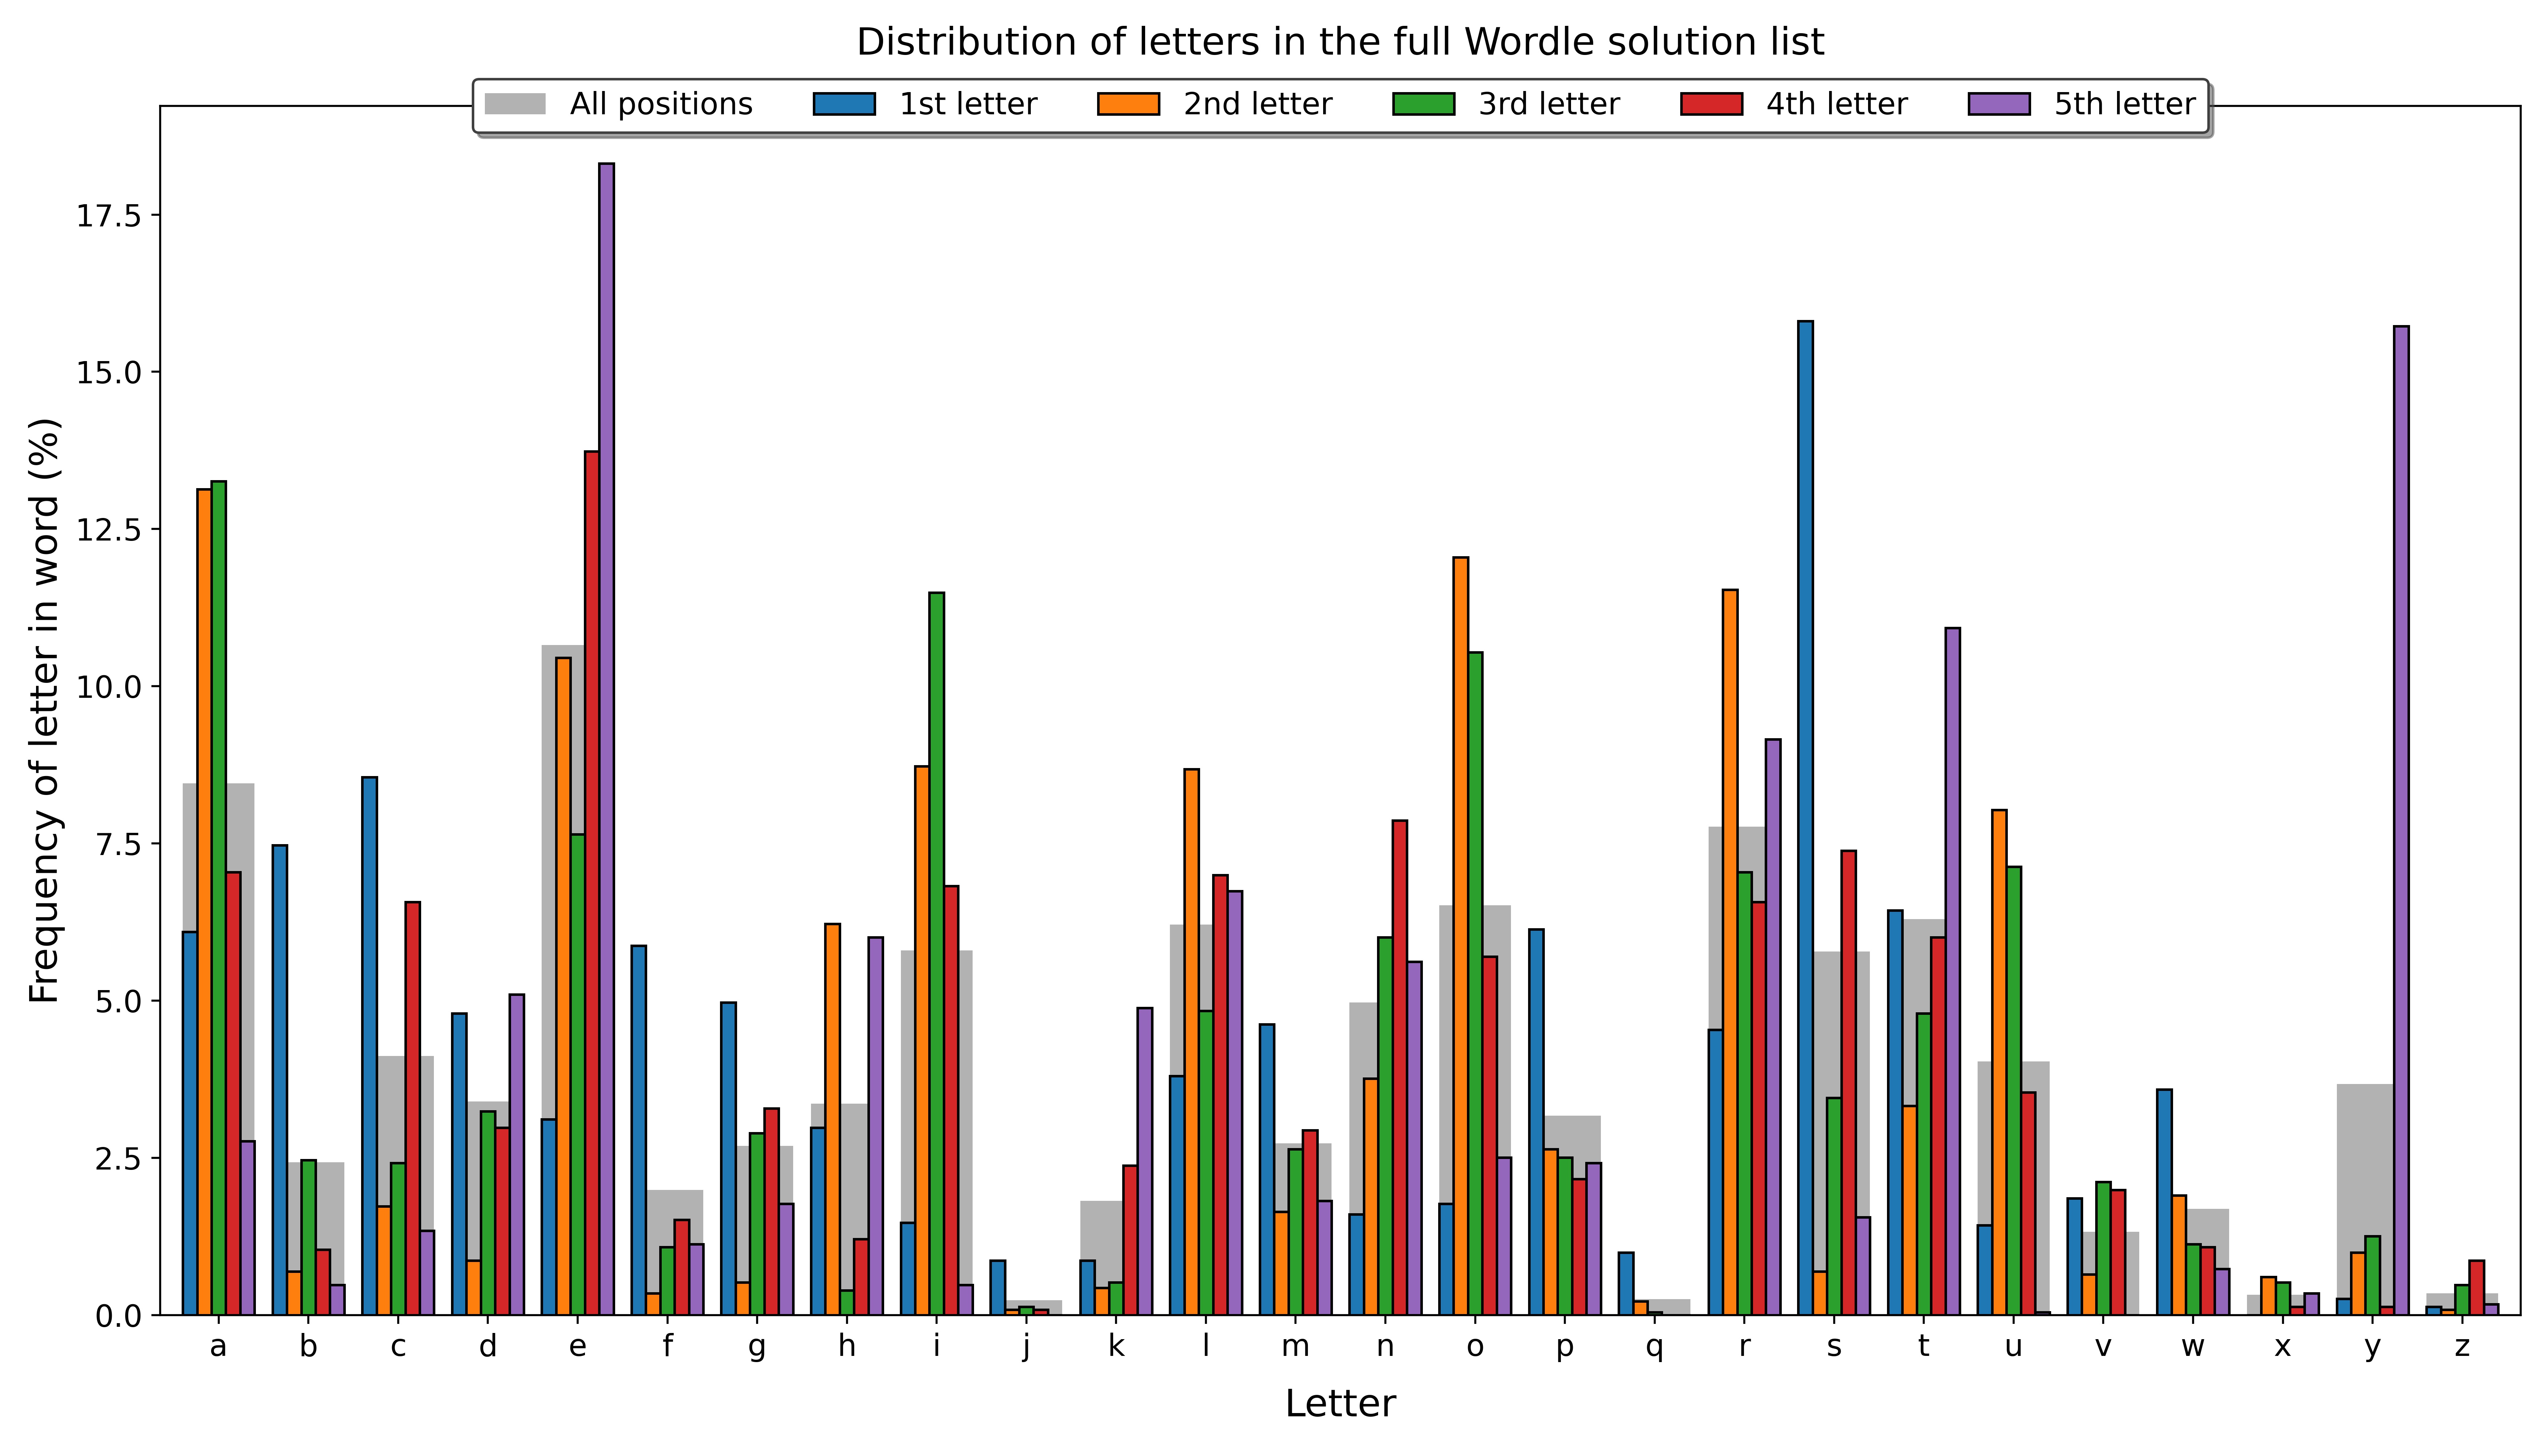 Distribution of letters in the full Wordle solution list
All positions 1st letter 2nd letter 3rd letter 4th letter 5th letter
Frequency of letter in word (%)
17.5
15.0
12.5
10.0
7.5
5.0
2.5
0.0
a b c d e f g h i j k l m n o p q r s t u v w x y z
Letter